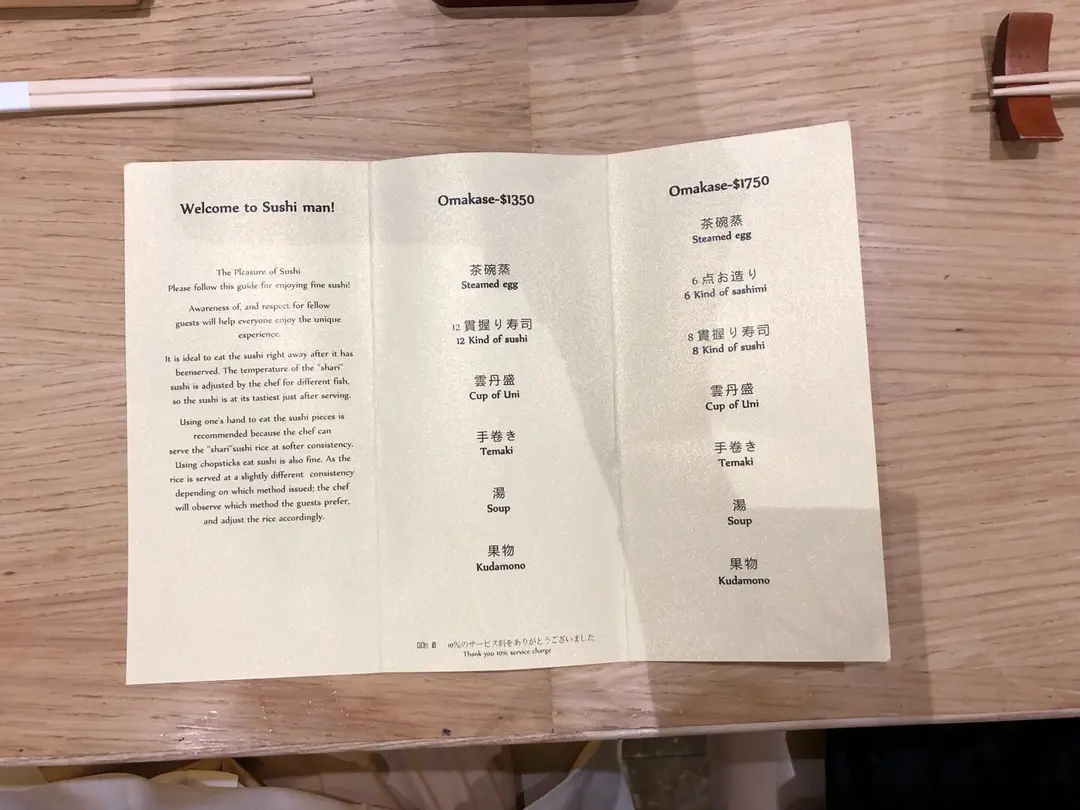 Welcome to Sushi man!
The Pleasure of Sushi
Please follow this guide for enjoying fine sushi!
Awareness of, and respect for fellow
guests will help everyone enjoy the unique
experience.
It is ideal to eat the sushi right away after it has
beenserved. The temperature of the "shari"
sushi is adjusted by the chef for different fish,
so the sushi is at its tastiest just after serving.
Using one's hand to eat the sushi pieces is
recommended because the chef can
serve the "shari"sushi rice at softer consistency.
Using chopsticks eat sushi is also fine. As the
rice is served at a slightly different consistency
depending on which method issued; the chef
will observe which method the guests prefer,
and adjust the rice accordingly.
Omakase-$1350
茶碗蒸
Steamed egg
12 貫握り寿司
12 Kind of sushi
雲丹盛
Cup of Uni
手巻き
Temaki
湯
Soup
果物
Kudamono
10%のサービス料をありがとうございました
Thank you 10% service charge
Omakase-$1750
茶碗蒸
Steamed egg
6 点お造り
6 Kind of sashimi
8 貫握り寿司
8 Kind of sushi
雲丹盛
Cup of Uni
手巻き
Temaki
湯
Soup
果物
Kudamono